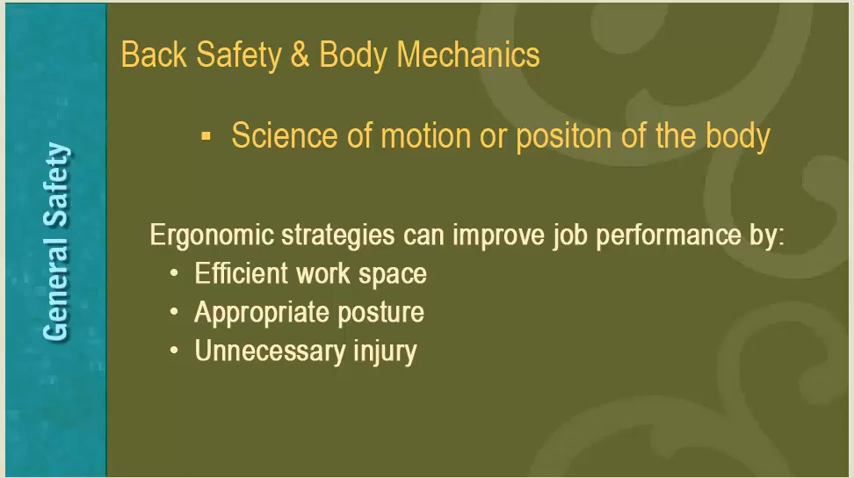 General Safety
Back Safety & Body Mechanics
▪ Science of motion or positon of the body
Ergonomic strategies can improve job performance by:
• Efficient work space
• Appropriate posture
• Unnecessary injury